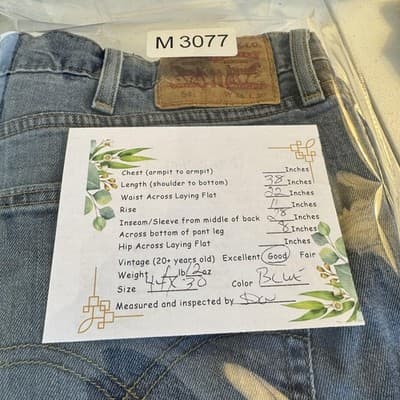 M 3077
Chest (armpit to armpit) Inches
Length (shoulder to bottom) 38 Inches
Waist Across Laying Flat 22 Inches
Rise 11 Inches
Inseam/Sleeve from middle of back 28 Inches
Across bottom of pant leg 8 Inches
Hip Across Laying Flat Inches
Vintage (20+ years old) Excellent Good Fair
Weight 1 lb 2 oz
Size 44X30 Color BLUE
Measured and inspected by